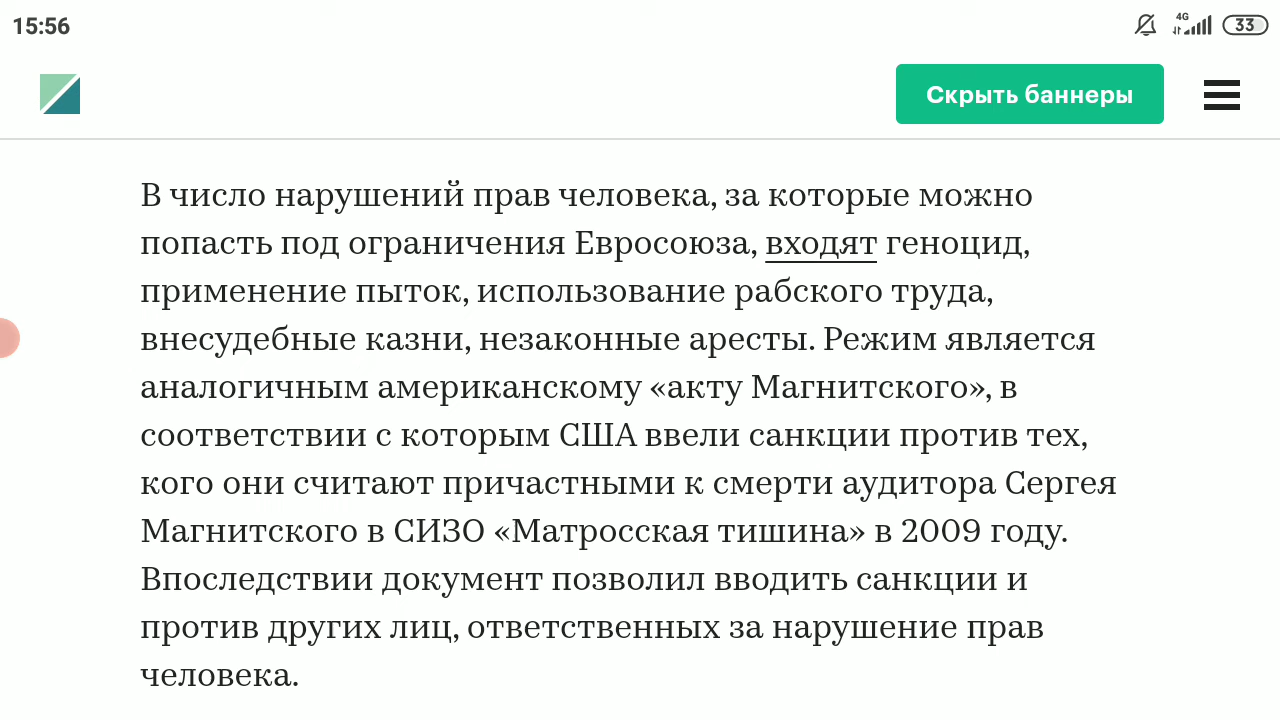 15:56
4G
33
Скрыть баннеры
В число нарушений прав человека, за которые можно
попасть под ограничения Евросоюза, входят геноцид,
применение пыток, использование рабского труда,
внесудебные казни, незаконные аресты. Режим является
аналогичным американскому «акту Магнитского», в
соответствии с которым США ввели санкции против тех,
кого они считают причастными к смерти аудитора Сергея
Магнитского в СИЗО «Матросская тишина» в 2009 году.
Впоследствии документ позволил вводить санкции и
против других лиц, ответственных за нарушение прав
человека.